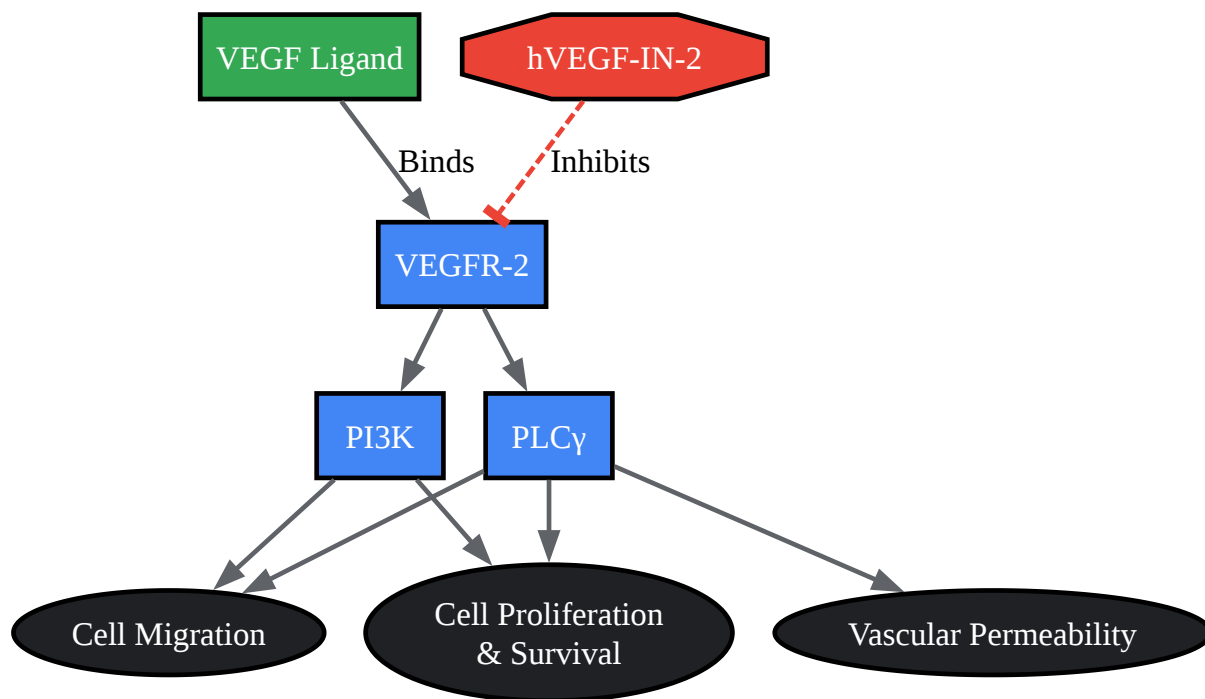 VEGF Ligand
hVEGF-IN-2
Binds
Inhibits
VEGFR-2
PI3K
PLCγ
Cell Migration
Cell Proliferation
& Survival
Vascular Permeability